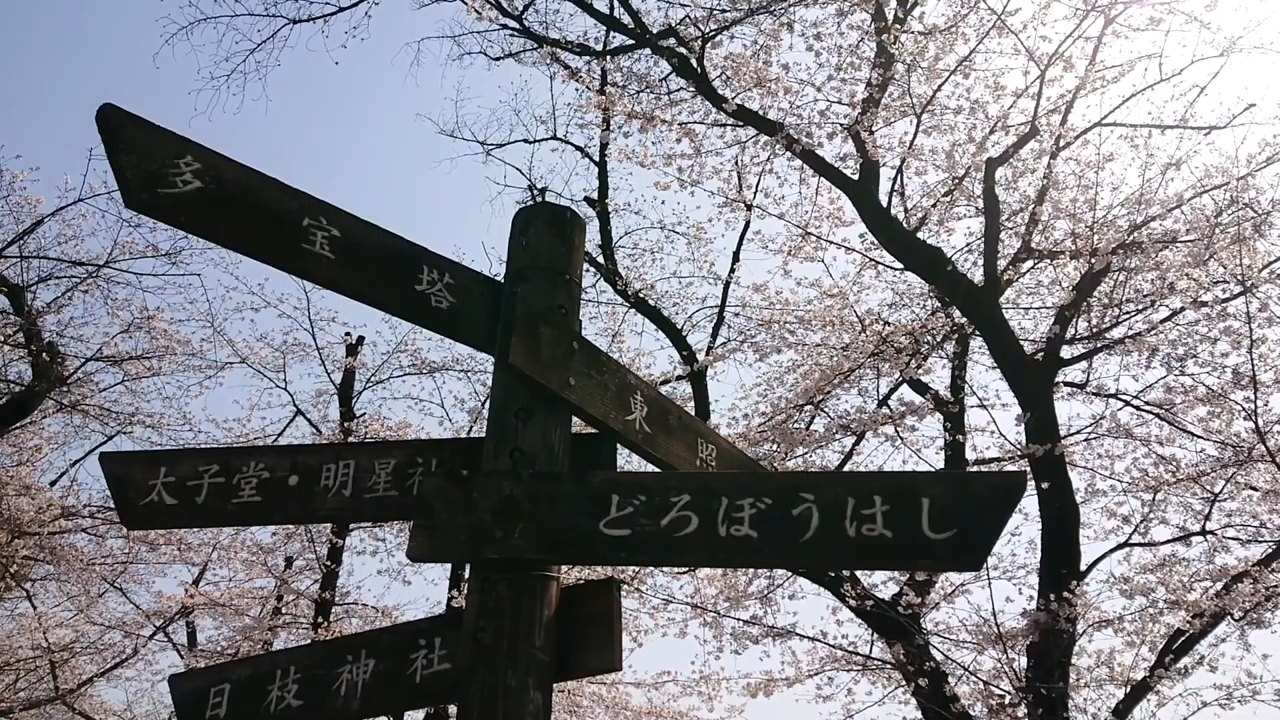 多宝塔
東照
太子堂・明星社
どろぼうはし
日枝神社